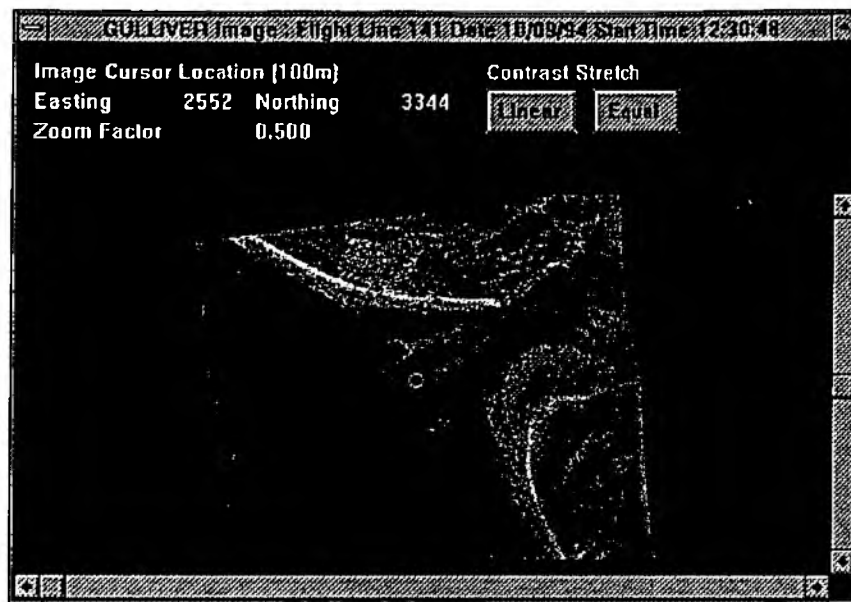 GULLIVER Image : Flight Line 141 Date 10/09/94 Start Time 12:30:48
Image Cursor Location (100m)
Contrast Stretch
Easting 2552 Northing 3344
Linear Equal
Zoom Factor 0.500